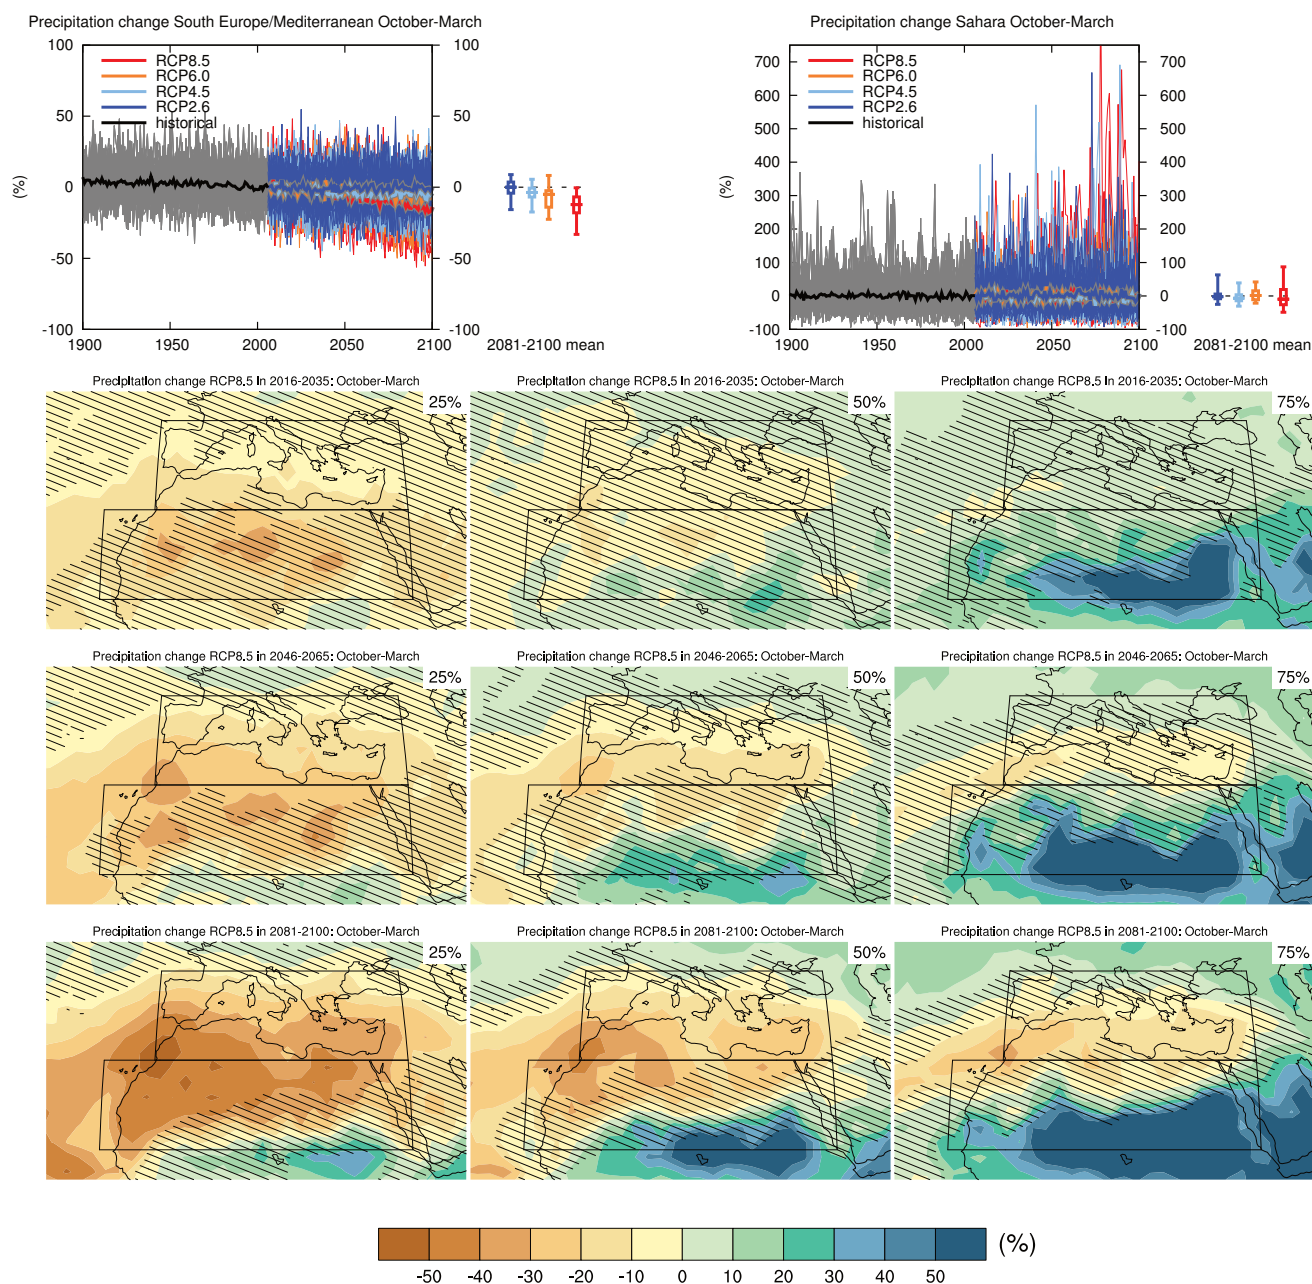 Precipitation change South Europe/Mediterranean October-March
100
50
0
-50
-100
(%)
RCP8.5
RCP6.0
RCP4.5
RCP2.6
historical
100
50
0
-50
-100
1900 1950 2000 2050 2100
2081-2100 mean
Precipitation change Sahara October-March
700
600
500
400
300
200
100
0
-100
(%)
RCP8.5
RCP6.0
RCP4.5
RCP2.6
historical
700
600
500
400
300
200
100
0
-100
1900 1950 2000 2050 2100
2081-2100 mean
Precipitation change RCP8.5 in 2016-2035: October-March
25%
Precipitation change RCP8.5 in 2016-2035: October-March
50%
Precipitation change RCP8.5 in 2016-2035: October-March
75%
Precipitation change RCP8.5 in 2046-2065: October-March
25%
Precipitation change RCP8.5 in 2046-2065: October-March
50%
Precipitation change RCP8.5 in 2046-2065: October-March
75%
Precipitation change RCP8.5 in 2081-2100: October-March
25%
Precipitation change RCP8.5 in 2081-2100: October-March
50%
Precipitation change RCP8.5 in 2081-2100: October-March
75%
(%)
-50 -40 -30 -20 -10 0 10 20 30 40 50